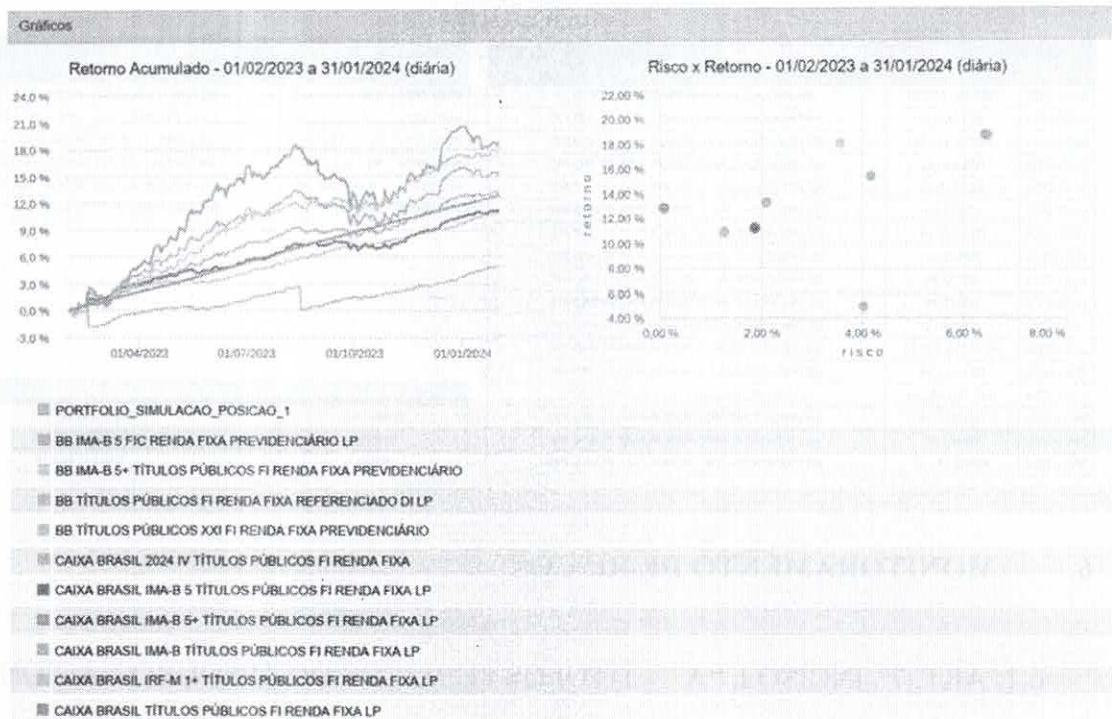 Gráficos
Retorno Acumulado - 01/02/2023 a 31/01/2024 (diária)
24,0 %
21,0 %
18,0 %
15,0 %
12,0 %
9,0 %
6,0 %
3,0 %
0,0 %
-3,0 %
01/04/2023 01/07/2023 01/10/2023 01/01/2024
Risco x Retorno - 01/02/2023 a 31/01/2024 (diária)
22,00 %
20,00 %
18,00 %
16,00 %
14,00 %
12,00 %
10,00 %
8,00 %
6,00 %
4,00 %
retorno
0,00 % 2,00 % 4,00 % 6,00 % 8,00 %
risco
PORTFOLIO_SIMULACAO_POSICAO_1
BB IMA-B 5 FIC RENDA FIXA PREVIDENCIÁRIO LP
BB IMA-B 5+ TÍTULOS PÚBLICOS FI RENDA FIXA PREVIDENCIÁRIO
BB TÍTULOS PÚBLICOS FI RENDA FIXA REFERENCIADO DI LP
BB TÍTULOS PÚBLICOS XXI FI RENDA FIXA PREVIDENCIÁRIO
CAIXA BRASIL 2024 IV TÍTULOS PÚBLICOS FI RENDA FIXA
CAIXA BRASIL IMA-B 5 TÍTULOS PÚBLICOS FI RENDA FIXA LP
CAIXA BRASIL IMA-B 5+ TÍTULOS PÚBLICOS FI RENDA FIXA LP
CAIXA BRASIL IMA-B TÍTULOS PÚBLICOS FI RENDA FIXA LP
CAIXA BRASIL IRF-M 1+ TÍTULOS PÚBLICOS FI RENDA FIXA LP
CAIXA BRASIL TÍTULOS PÚBLICOS FI RENDA FIXA LP